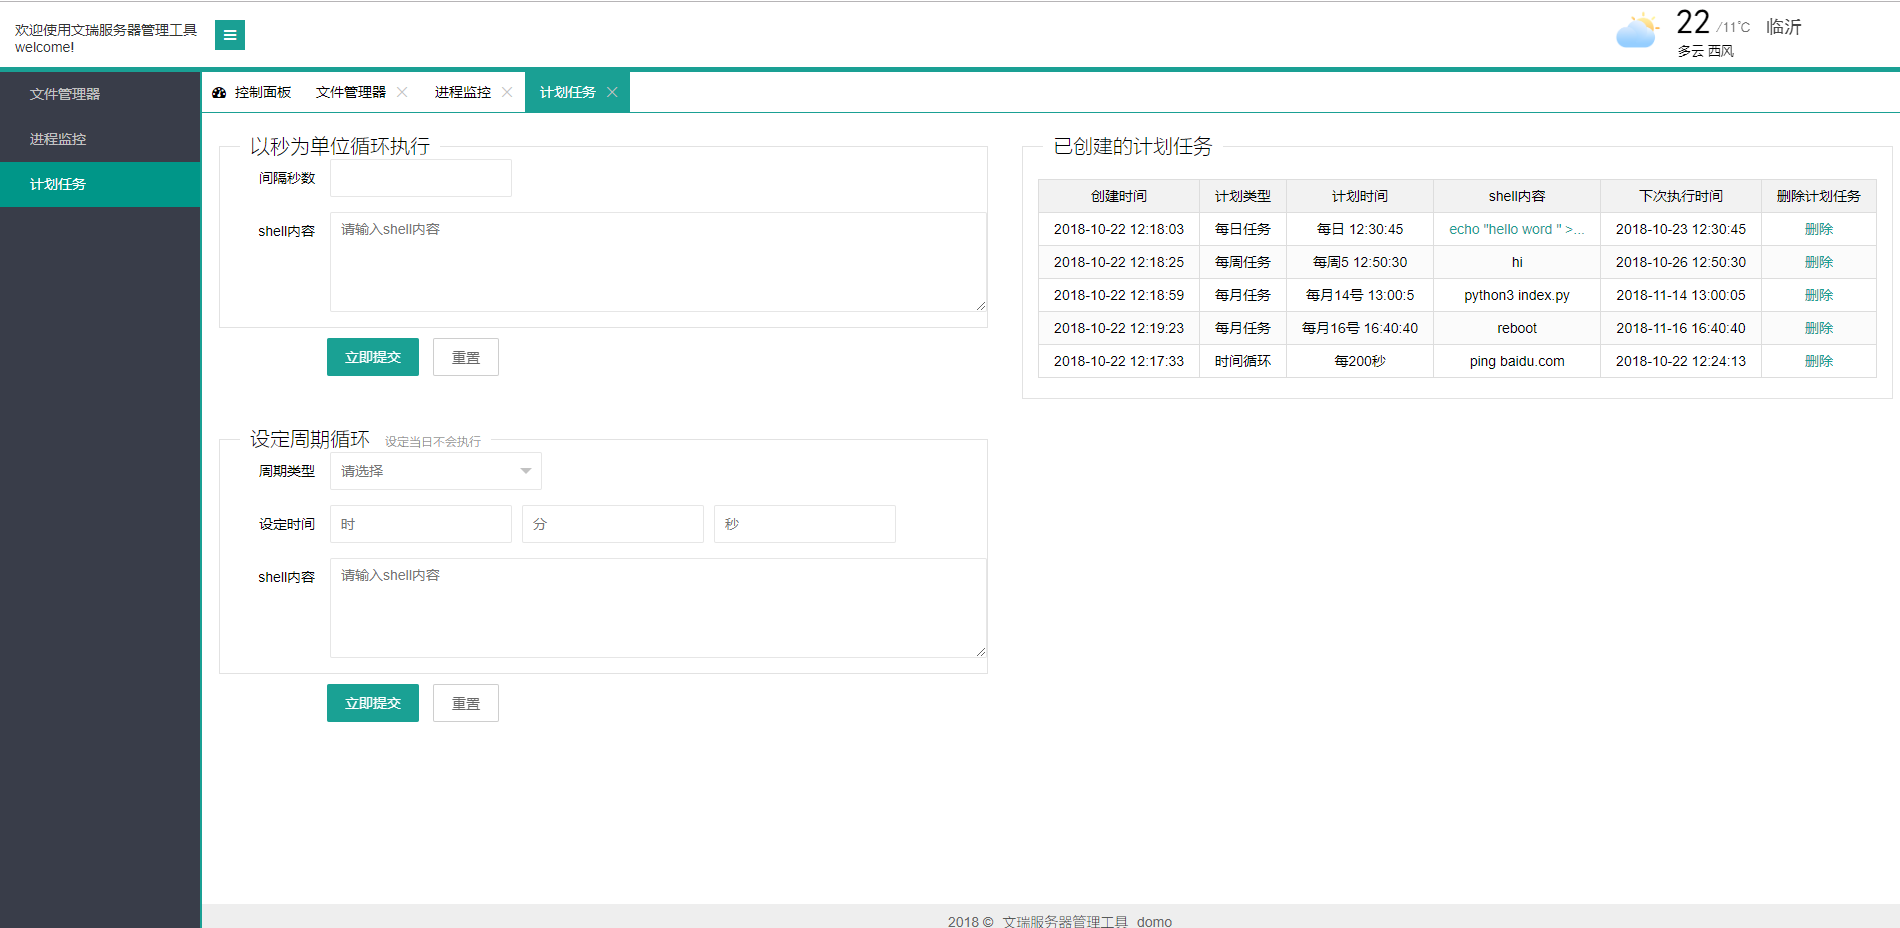 欢迎使用文瑞服务器管理工具
welcome!
22 /11℃ 临沂
多云 西风
文件管理器
进程监控
计划任务
控制面板 文件管理器 进程监控 计划任务
以秒为单位循环执行
间隔秒数
shell内容 请输入shell内容
立即提交 重置
设定周期循环 设定当日不会执行
周期类型 请选择
设定时间 时 分 秒
shell内容 请输入shell内容
立即提交 重置
已创建的计划任务
创建时间 计划类型 计划时间 shell内容 下次执行时间 删除计划任务
2018-10-22 12:18:03 每日任务 每日 12:30:45 echo "hello word " >... 2018-10-23 12:30:45 删除
2018-10-22 12:18:25 每周任务 每周5 12:50:30 hi 2018-10-26 12:50:30 删除
2018-10-22 12:18:59 每月任务 每月14号 13:00:5 python3 index.py 2018-11-14 13:00:05 删除
2018-10-22 12:19:23 每月任务 每月16号 16:40:40 reboot 2018-11-16 16:40:40 删除
2018-10-22 12:17:33 时间循环 每200秒 ping baidu.com 2018-10-22 12:24:13 删除
2018 © 文瑞服务器管理工具 domo